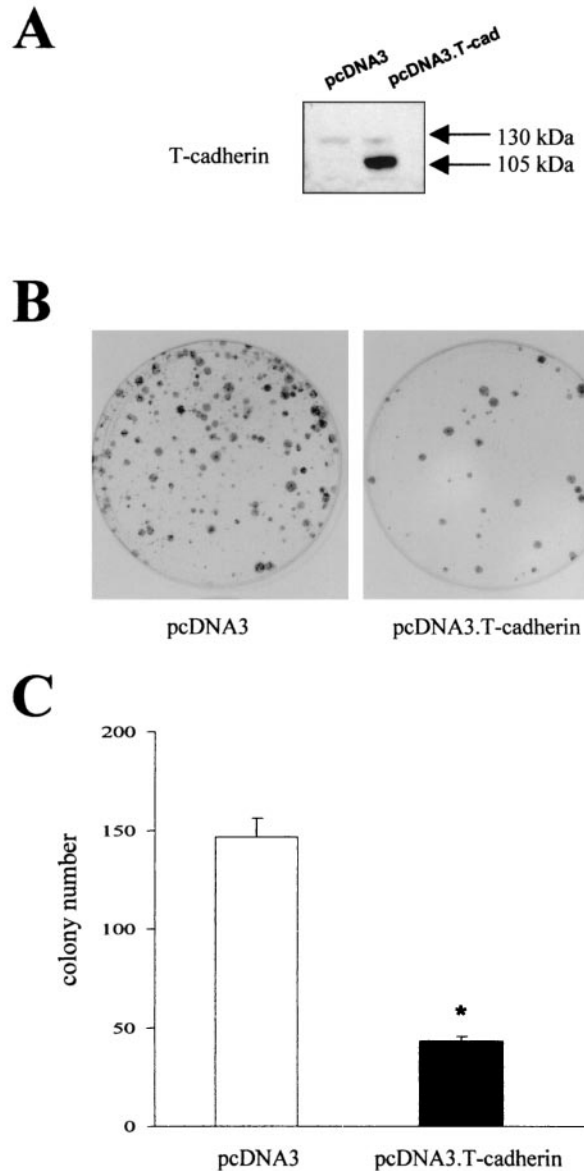 A
pcDNA3
pcDNA3.T-cad
T-cadherin
130 kDa
105 kDa
B
pcDNA3
pcDNA3.T-cadherin
C
200
150
100
50
0
colony number
*
pcDNA3
pcDNA3.T-cadherin